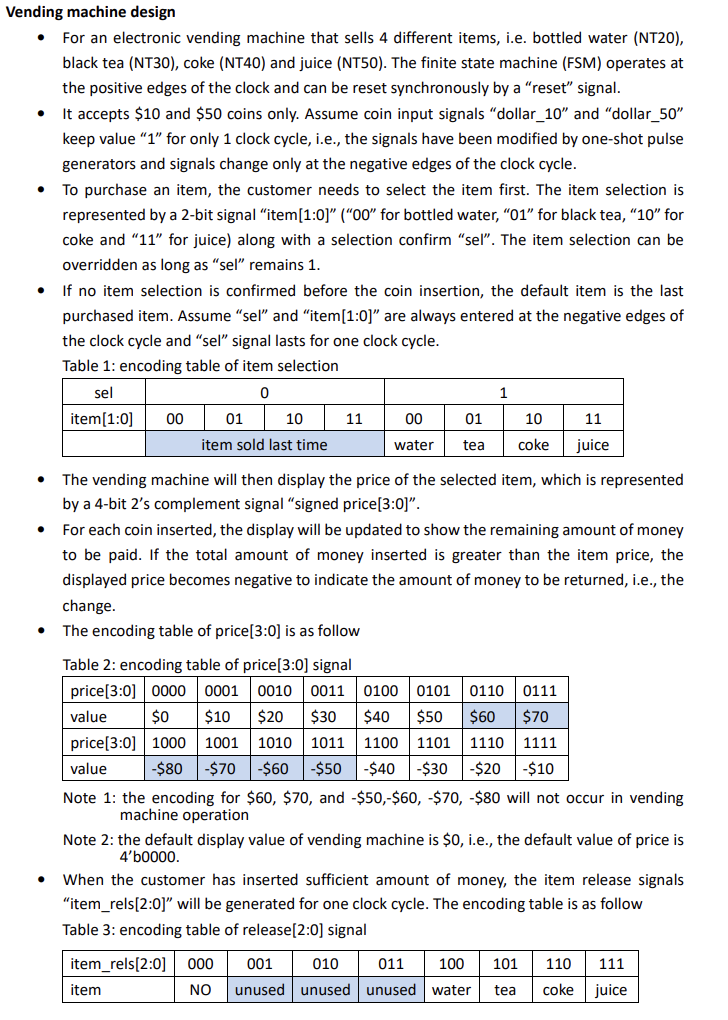 Vending machine design
• For an electronic vending machine that sells 4 different items, i.e. bottled water (NT20),
black tea (NT30), coke (NT40) and juice (NT50). The finite state machine (FSM) operates at
the positive edges of the clock and can be reset synchronously by a “reset” signal.
• It accepts $10 and $50 coins only. Assume coin input signals “dollar_10” and “dollar_50”
keep value “1” for only 1 clock cycle, i.e., the signals have been modified by one-shot pulse
generators and signals change only at the negative edges of the clock cycle.
• To purchase an item, the customer needs to select the item first. The item selection is
represented by a 2-bit signal “item[1:0]” (“00” for bottled water, “01” for black tea, “10” for
coke and “11” for juice) along with a selection confirm “sel”. The item selection can be
overridden as long as “sel” remains 1.
• If no item selection is confirmed before the coin insertion, the default item is the last
purchased item. Assume “sel” and “item[1:0]” are always entered at the negative edges of
the clock cycle and “sel” signal lasts for one clock cycle.
Table 1: encoding table of item selection
sel 0 1
item[1:0] 00 01 10 11 00 01 10 11
item sold last time water tea coke juice
• The vending machine will then display the price of the selected item, which is represented
by a 4-bit 2’s complement signal “signed price[3:0]”.
• For each coin inserted, the display will be updated to show the remaining amount of money
to be paid. If the total amount of money inserted is greater than the item price, the
displayed price becomes negative to indicate the amount of money to be returned, i.e., the
change.
• The encoding table of price[3:0] is as follow
Table 2: encoding table of price[3:0] signal
price[3:0] 0000 0001 0010 0011 0100 0101 0110 0111
value $0 $10 $20 $30 $40 $50 $60 $70
price[3:0] 1000 1001 1010 1011 1100 1101 1110 1111
value -$80 -$70 -$60 -$50 -$40 -$30 -$20 -$10
Note 1: the encoding for $60, $70, and -$50,-$60, -$70, -$80 will not occur in vending
machine operation
Note 2: the default display value of vending machine is $0, i.e., the default value of price is
4’b0000.
• When the customer has inserted sufficient amount of money, the item release signals
“item_rels[2:0]” will be generated for one clock cycle. The encoding table is as follow
Table 3: encoding table of release[2:0] signal
item_rels[2:0] 000 001 010 011 100 101 110 111
item NO unused unused unused water tea coke juice